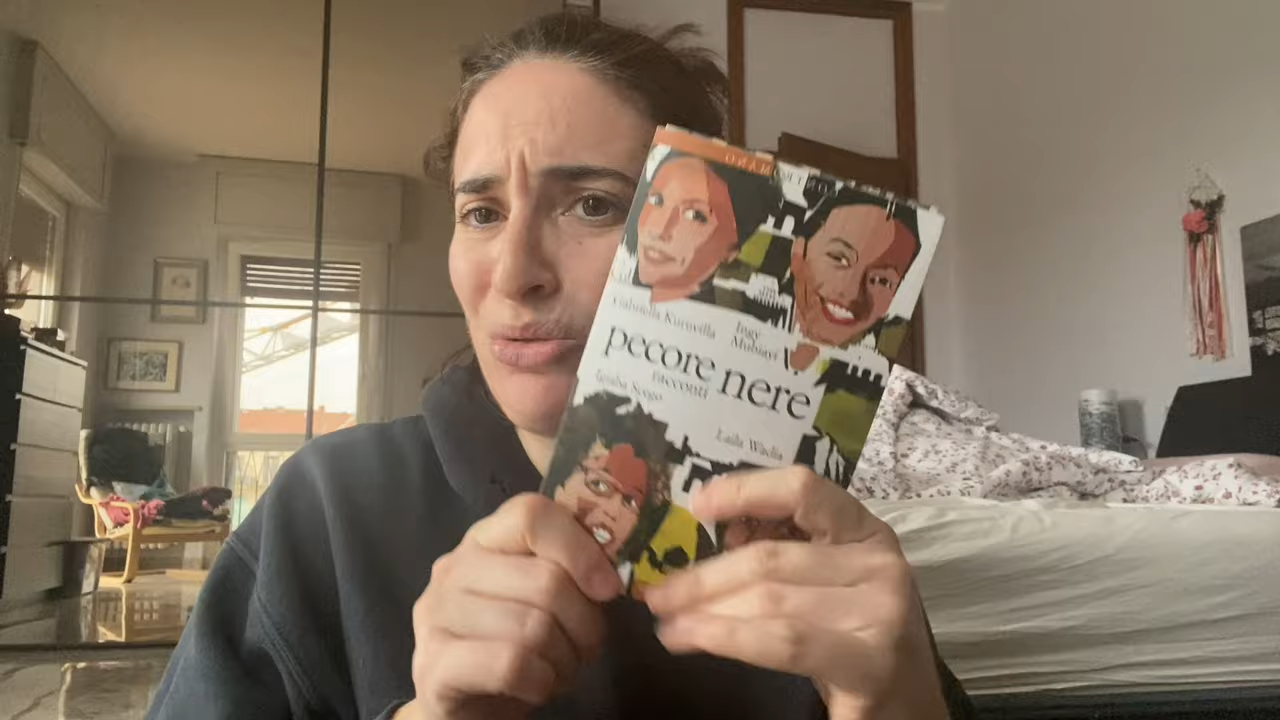 Gabriella Kuruvilla
Ingy
Mubiayi
pecore nere
racconti
Igiaba Scego
Laila Wadia